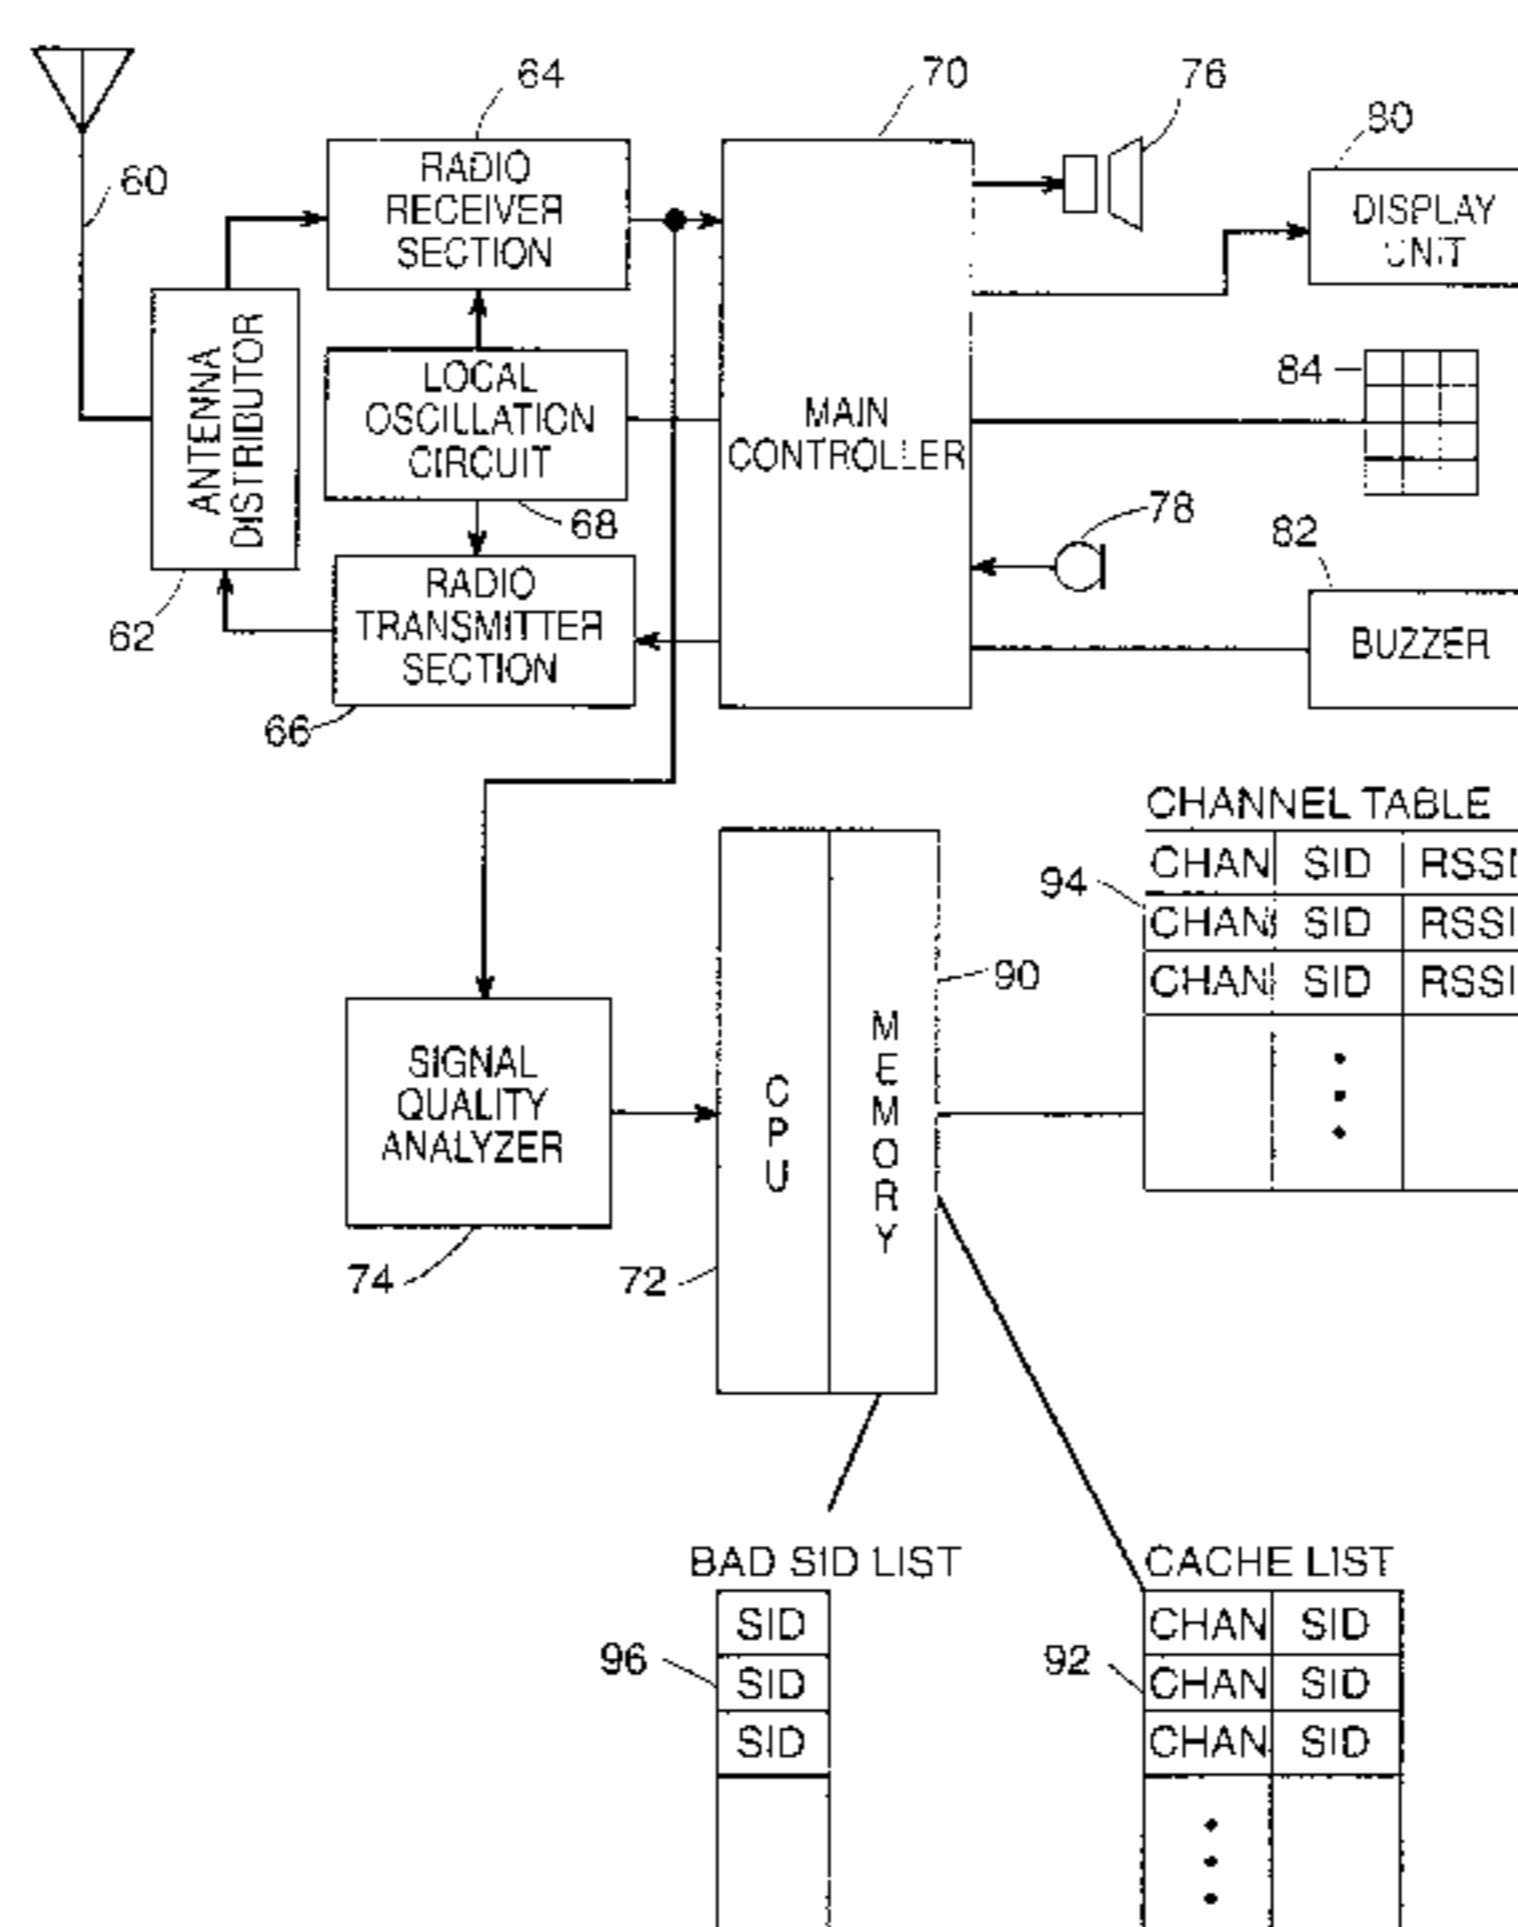 64
70
76
80
60
RADIO
RECEIVER
SECTION
DISPLAY
UNIT
ANTENNA
DISTRIBUTOR
LOCAL
OSCILLATION
CIRCUIT
MAIN
CONTROLLER
84
68
78
82
62
RADIO
TRANSMITTER
SECTION
BUZZER
66
CHANNEL TABLE
CHAN SID RSSI
94
CHAN SID RSSI
CHAN SID RSSI
90
SIGNAL
QUALITY
ANALYZER
CPU
MEMORY
74
72
BAD SID LIST
SID
96
SID
SID
CACHE LIST
CHAN SID
92
CHAN SID
CHAN SID